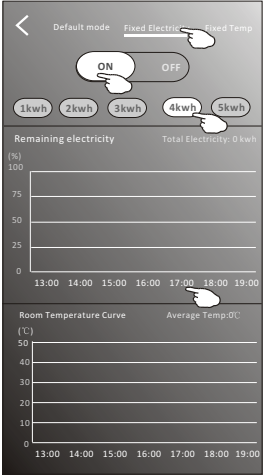 Default mode Fixed Electricity Fixed Temp
ON OFF
1kwh 2kwh 3kwh 4kwh 5kwh
Remaining electricity Total Electricity: 0 kwh
(%)
100
75
50
25
0
13:00 14:00 15:00 16:00 17:00 18:00 19:00
Room Temperature Curve Average Temp:0℃
(℃)
50
40
30
20
10
0
13:00 14:00 15:00 16:00 17:00 18:00 19:00